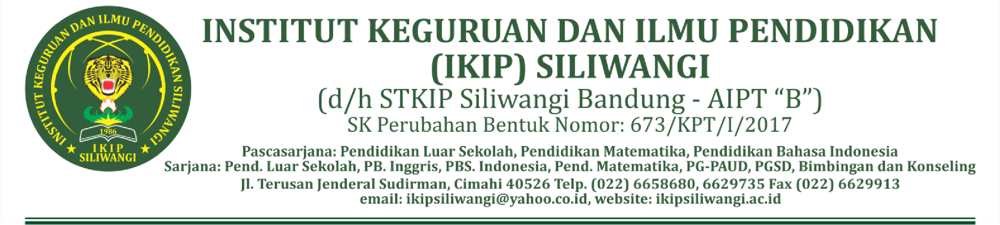 INSTITUT KEGURUAN DAN ILMU PENDIDIKAN SILIWANGI
1986
IKIP
SILIWANGI
INSTITUT KEGURUAN DAN ILMU PENDIDIKAN
(IKIP) SILIWANGI
(d/h STKIP Siliwangi Bandung - AIPT “B”)
SK Perubahan Bentuk Nomor: 673/KPT/I/2017
Pascasarjana: Pendidikan Luar Sekolah, Pendidikan Matematika, Pendidikan Bahasa Indonesia
Sarjana: Pend. Luar Sekolah, PB. Inggris, PBS. Indonesia, Pend. Matematika, PG-PAUD, PGSD, Bimbingan dan Konseling
Jl. Terusan Jenderal Sudirman, Cimahi 40526 Telp. (022) 6658680, 6629735 Fax (022) 6629913
email: ikipsiliwangi@yahoo.co.id, website: ikipsiliwangi.ac.id